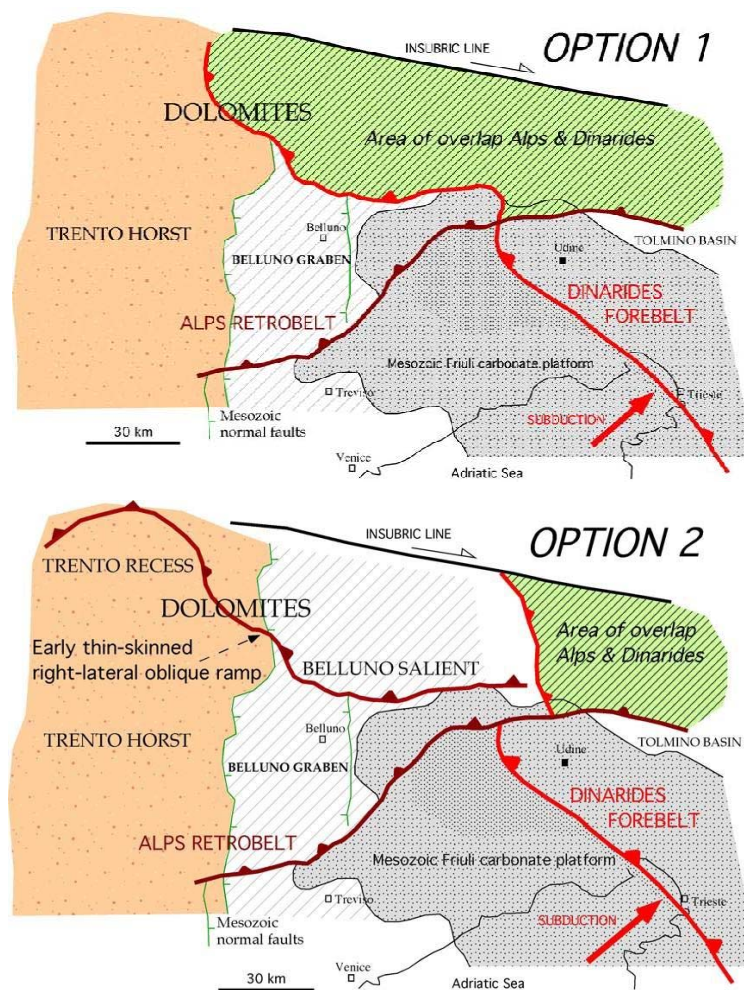 INSUBRIC LINE
OPTION 1
DOLOMITES
Area of overlap Alps & Dinarides
TRENTO HORST
Belluno
BELLUNO GRABEN
Udine
TOLMINO BASIN
DINARIDES
FOREBELT
ALPS RETROBELT
Mesozoic Friuli carbonate platform
Treviso
Trieste
Mesozoic
normal faults
SUBDUCTION
30 km
Venice
Adriatic Sea
INSUBRIC LINE
OPTION 2
TRENTO RECESS
DOLOMITES
Early thin-skinned
right-lateral oblique ramp
BELLUNO SALIENT
Area of overlap
Alps & Dinarides
TRENTO HORST
Belluno
BELLUNO GRABEN
Udine
TOLMINO BASIN
DINARIDES
FOREBELT
ALPS RETROBELT
Mesozoic Friuli carbonate platform
Treviso
Trieste
Mesozoic
normal faults
SUBDUCTION
30 km
Venice
Adriatic Sea